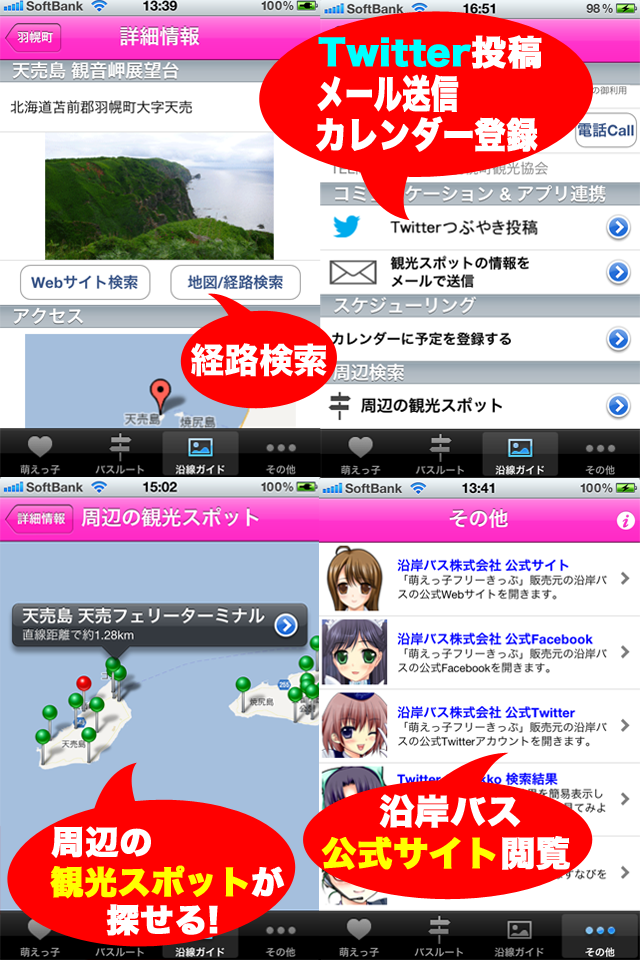 SoftBank 13:39 100%
羽幌町 詳細情報
天売島 観音岬展望台
北海道苫前郡羽幌町大字天売
Webサイト検索 地図/経路検索
アクセス
経路検索
天売島 焼尻島
萌えっ子 バスルート 沿線ガイド その他
SoftBank 16:51 98%
Twitter投稿
メール送信
カレンダー登録
の御利用
電話Call
町観光協会
コミュニケーション & アプリ連携
Twitterつぶやき投稿
観光スポットの情報を
メールで送信
スケジューリング
カレンダーに予定を登録する
周辺検索
周辺の観光スポット
萌えっ子 バスルート 沿線ガイド その他
SoftBank 15:02 100%
詳細情報 周辺の観光スポット
天売島 天売フェリーターミナル
直線距離で約1.28km
255
焼尻島
天売島
周辺の
観光スポットが
探せる!
萌えっ子 バスルート 沿線ガイド その他
SoftBank 13:41 100%
その他
沿岸バス株式会社 公式サイト
「萌えっ子フリーきっぷ」販売元の沿岸バ
スの公式Webサイトを開きます。
沿岸バス株式会社 公式Facebook
「萌えっ子フリーきっぷ」販売元の沿岸バ
スの公式Facebookを開きます。
沿岸バス株式会社 公式Twitter
「萌えっ子フリーきっぷ」販売元の沿岸バ
スの公式Twitterアカウントを開きます。
Twitter kko 検索結果
を簡易表示し
見てみよ
沿岸バス
公式サイト閲覧
すなびを
萌えっ子 バスルート 沿線ガイド その他